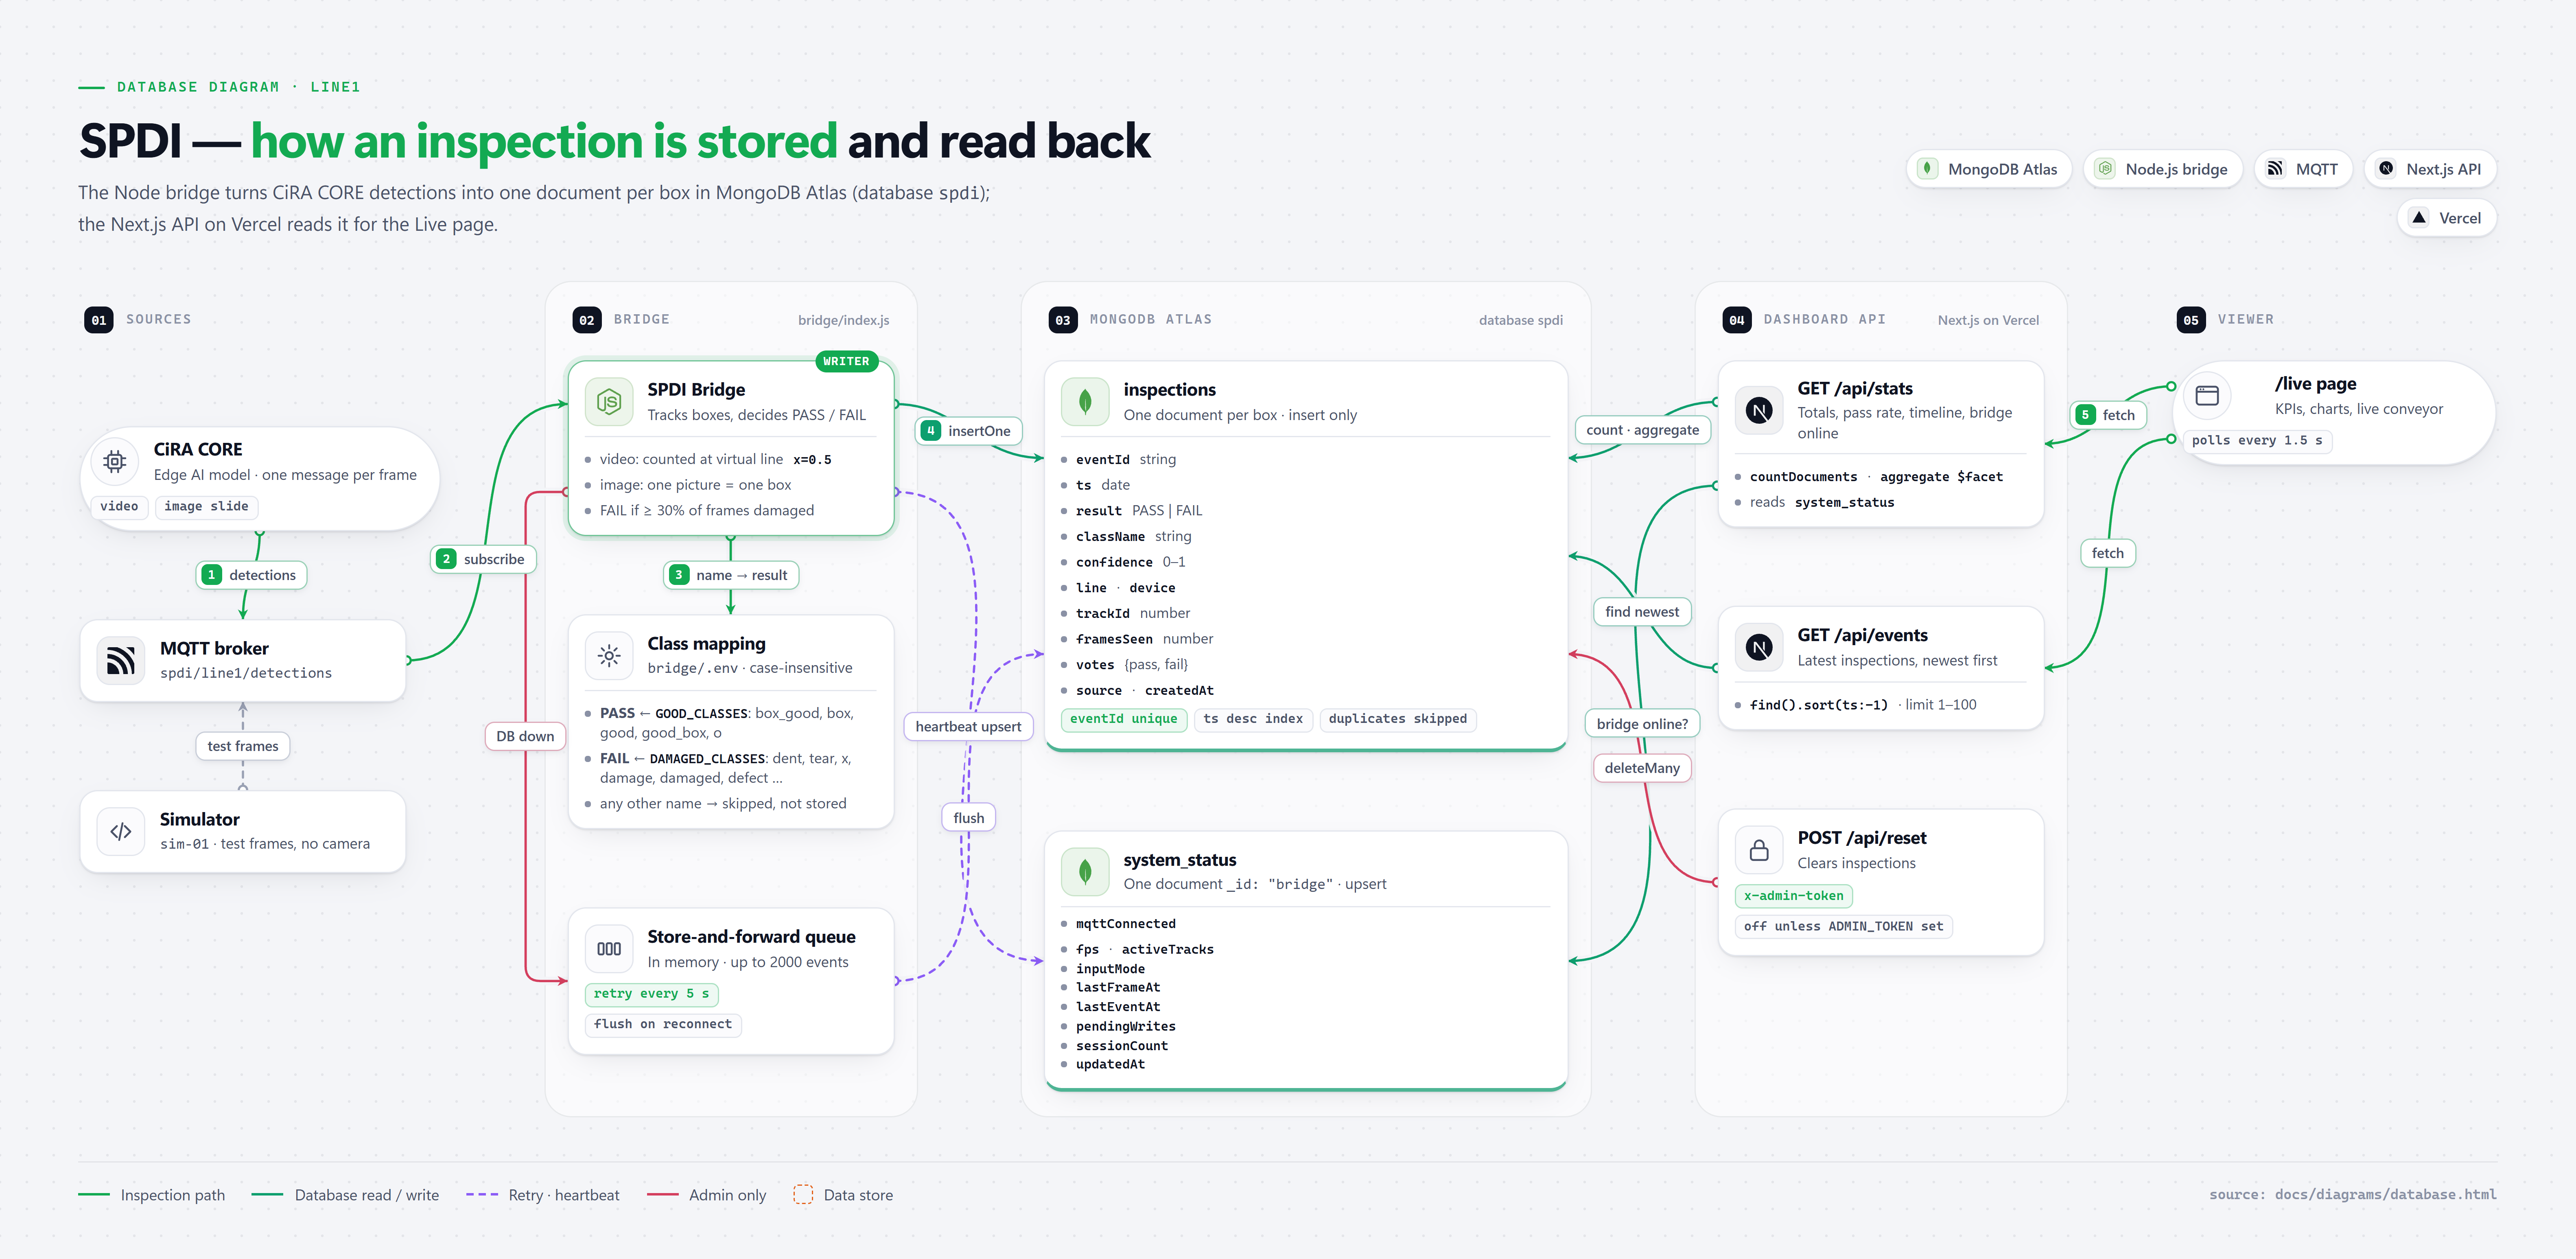 DATABASE DIAGRAM · LINE1
SPDI — how an inspection is stored and read back
The Node bridge turns CiRA CORE detections into one document per box in MongoDB Atlas (database spdi);
the Next.js API on Vercel reads it for the Live page.
MongoDB Atlas
Node.js bridge
MQTT
Next.js API
Vercel
01 SOURCES
CiRA CORE
Edge AI model · one message per frame
video
image slide
1 detections
MQTT broker
spdi/line1/detections
test frames
Simulator
sim-01 · test frames, no camera
2 subscribe
DB down
02 BRIDGE
bridge/index.js
WRITER
SPDI Bridge
Tracks boxes, decides PASS / FAIL
video: counted at virtual line x=0.5
image: one picture = one box
FAIL if ≥ 30% of frames damaged
3 name → result
Class mapping
bridge/.env · case-insensitive
PASS ← GOOD_CLASSES: box_good, box,
good, good_box, o
FAIL ← DAMAGED_CLASSES: dent, tear, x,
damage, damaged, defect ...
any other name → skipped, not stored
Store-and-forward queue
In memory · up to 2000 events
retry every 5 s
flush on reconnect
4 insertOne
heartbeat upsert
flush
03 MONGODB ATLAS
database spdi
inspections
One document per box · insert only
eventId string
ts date
result PASS | FAIL
className string
confidence 0–1
line · device
trackId number
framesSeen number
votes {pass, fail}
source · createdAt
eventId unique
ts desc index
duplicates skipped
system_status
One document _id: "bridge" · upsert
mqttConnected
fps · activeTracks
inputMode
lastFrameAt
lastEventAt
pendingWrites
sessionCount
updatedAt
count · aggregate
find newest
bridge online?
deleteMany
04 DASHBOARD API
Next.js on Vercel
GET /api/stats
Totals, pass rate, timeline, bridge
online
countDocuments · aggregate $facet
reads system_status
GET /api/events
Latest inspections, newest first
find().sort(ts:-1) · limit 1–100
POST /api/reset
Clears inspections
x-admin-token
off unless ADMIN_TOKEN set
5 fetch
fetch
05 VIEWER
/live page
KPIs, charts, live conveyor
polls every 1.5 s
Inspection path
Database read / write
Retry · heartbeat
Admin only
Data store
source: docs/diagrams/database.html